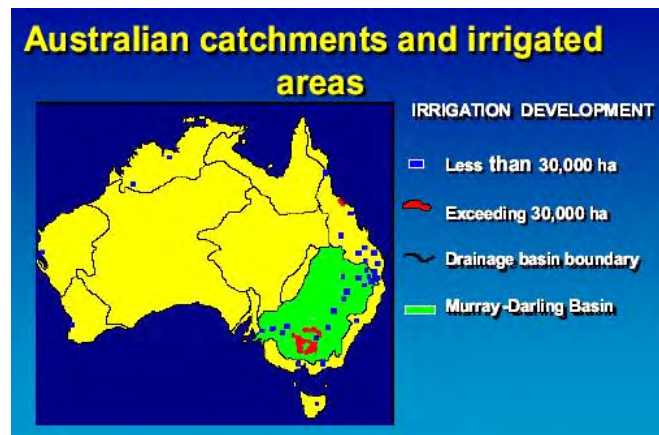 Australian catchments and irrigated
areas
IRRIGATION DEVELOPMENT
Less than 30,000 ha
Exceeding 30,000 ha
Drainage basin boundary
Murray-Darling Basin